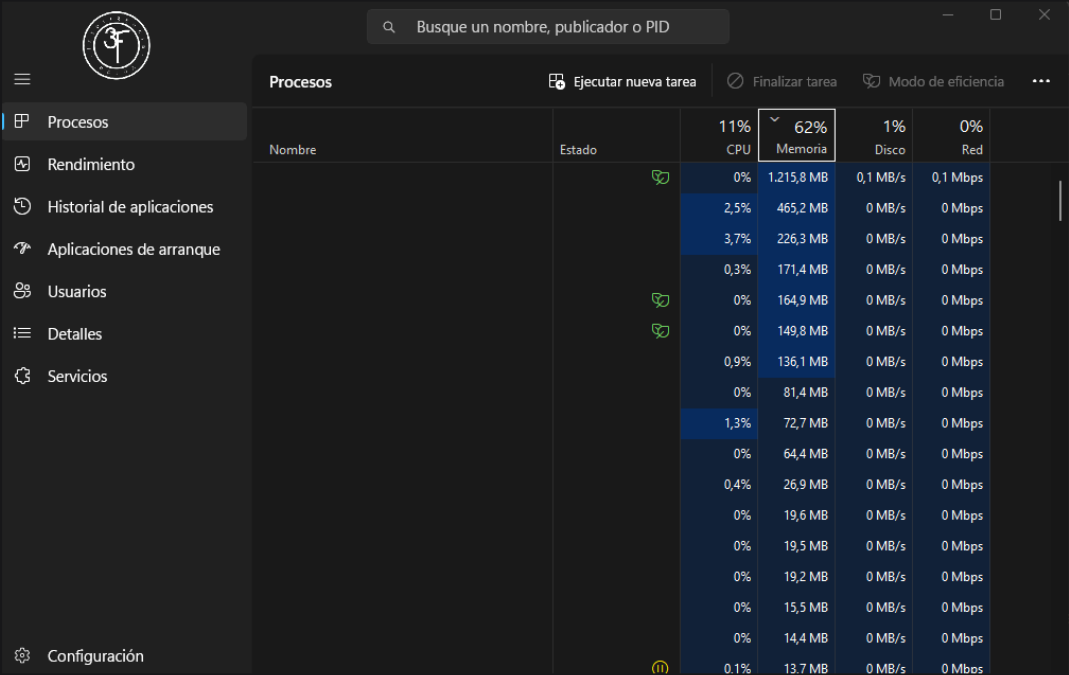 Busque un nombre, publicador o PID
Procesos
Ejecutar nueva tarea
Finalizar tarea
Modo de eficiencia
Procesos
Rendimiento
Historial de aplicaciones
Aplicaciones de arranque
Usuarios
Detalles
Servicios
Configuración
11% 62% 1% 0%
Nombre Estado CPU Memoria Disco Red
0% 1.215,8 MB 0,1 MB/s 0,1 Mbps
2,5% 465,2 MB 0 MB/s 0 Mbps
3,7% 226,3 MB 0 MB/s 0 Mbps
0,3% 171,4 MB 0 MB/s 0 Mbps
0% 164,9 MB 0 MB/s 0 Mbps
0% 149,8 MB 0 MB/s 0 Mbps
0,9% 136,1 MB 0 MB/s 0 Mbps
0% 81,4 MB 0 MB/s 0 Mbps
1,3% 72,7 MB 0 MB/s 0 Mbps
0% 64,4 MB 0 MB/s 0 Mbps
0,4% 26,9 MB 0 MB/s 0 Mbps
0% 19,6 MB 0 MB/s 0 Mbps
0% 19,5 MB 0 MB/s 0 Mbps
0% 19,2 MB 0 MB/s 0 Mbps
0% 15,5 MB 0 MB/s 0 Mbps
0% 14,4 MB 0 MB/s 0 Mbps
0,1% 13,7 MB 0 MB/s 0 Mbps